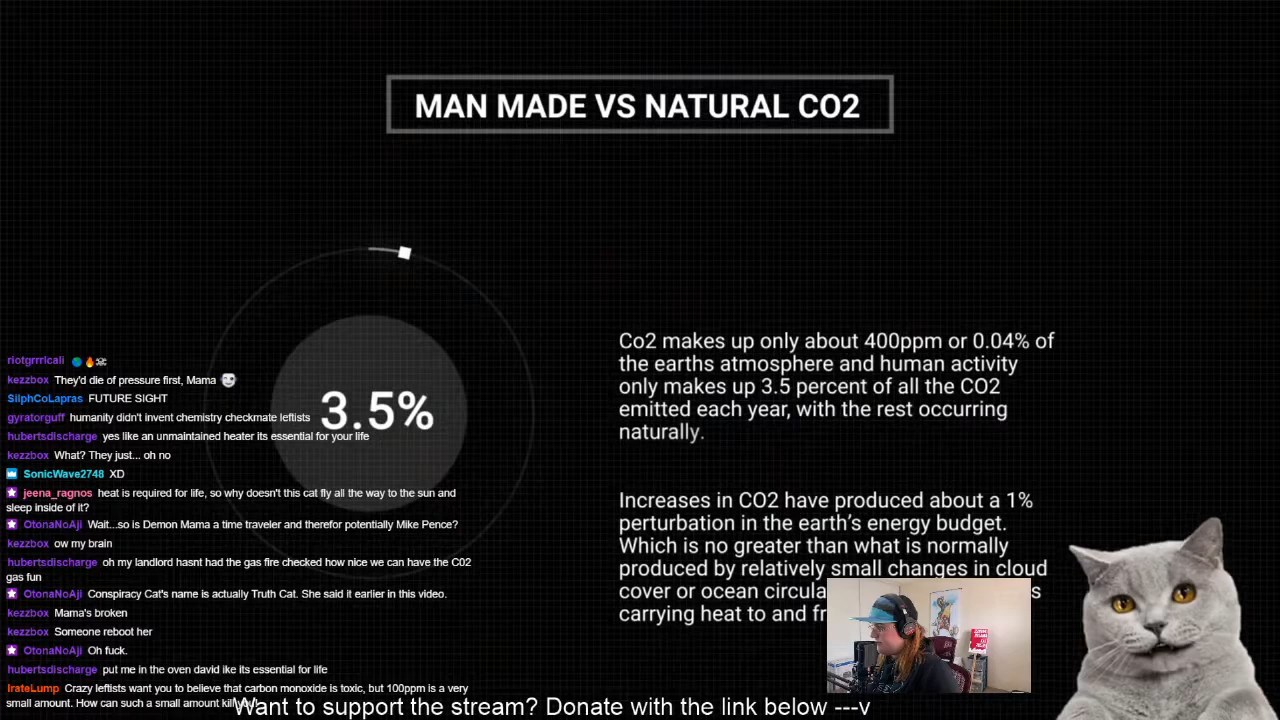 MAN MADE VS NATURAL CO2
3.5%
Co2 makes up only about 400ppm or 0.04% of
the earths atmosphere and human activity
only makes up 3.5 percent of all the CO2
emitted each year, with the rest occurring
naturally.
Increases in CO2 have produced about a 1%
perturbation in the earth's energy budget.
Which is no greater than what is normally
produced by relatively small changes in cloud
cover or ocean
carrying heat to and
riotgrrrlcali
kezzbox They'd die of pressure first, Mama
SilphCoLapras FUTURE SIGHT
gyratorguff humanity didn't invent chemistry checkmate leftists
hubertsdischarge yes like an unmaintained heater its essential for your life
kezzbox What? They just... oh no
SonicWave2748 XD
jeena_ragnos heat is required for life, so why doesn't this cat fly all the way to the sun and
sleep inside of it?
OtonaNoAji Wait...so is Demon Mama a time traveler and therefor potentially Mike Pence?
kezzbox ow my brain
hubertsdischarge oh my landlord hasnt had the gas fire checked how nice we can have the C02
gas fun
OtonaNoAji Conspiracy Cat's name is actually Truth Cat. She said it earlier in this video.
kezzbox Mama's broken
kezzbox Someone reboot her
OtonaNoAji Oh fuck.
hubertsdischarge put me in the oven david ike its essential for life
IrateLump Crazy leftists want you to believe that carbon monoxide is toxic, but 100ppm is a very
small amount. How can such a small amount kill
Want to support the stream? Donate with the link below ---v